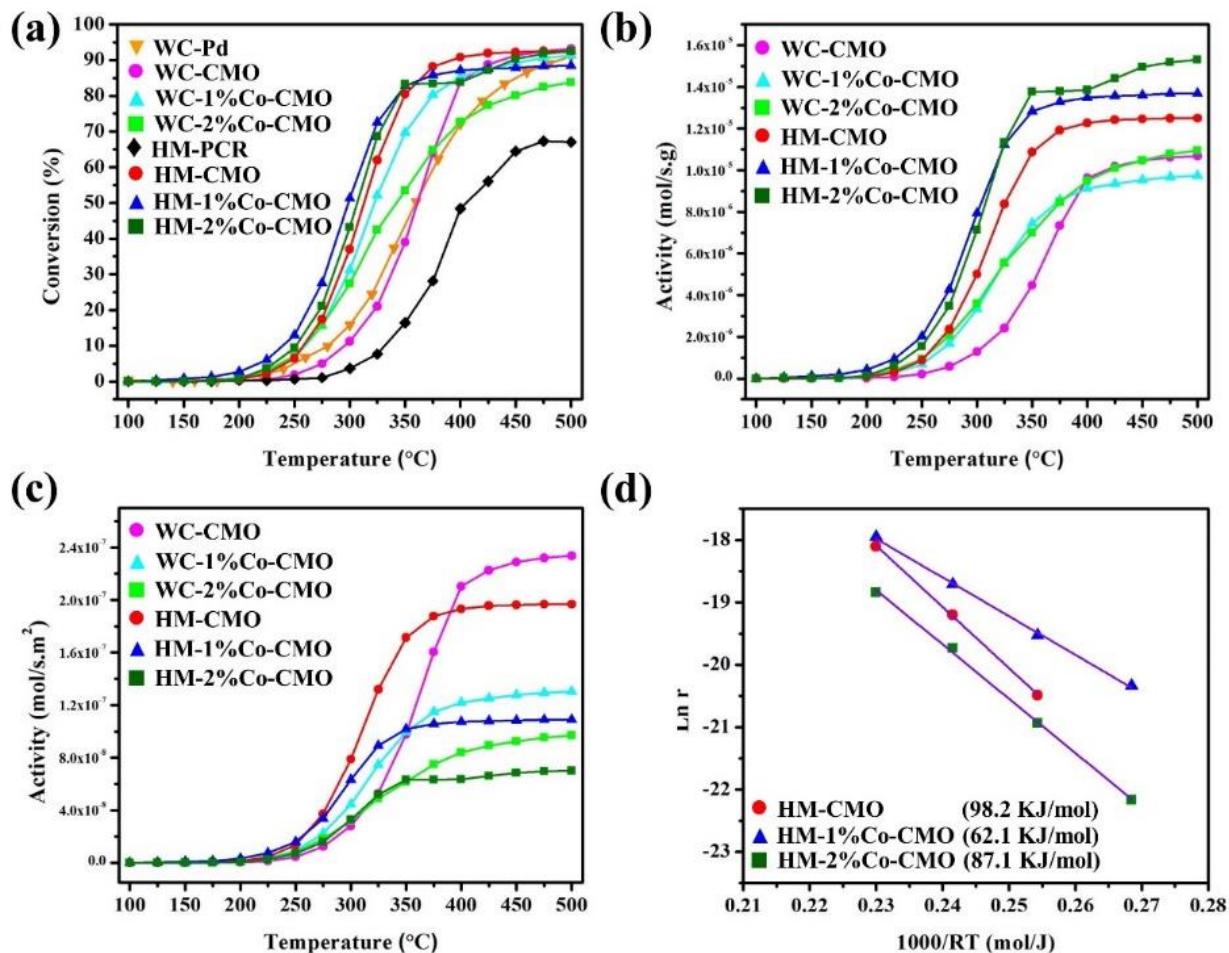 (a)
WC-Pd
WC-CMO
WC-1%Co-CMO
WC-2%Co-CMO
HM-PCR
HM-CMO
HM-1%Co-CMO
HM-2%Co-CMO
Conversion (%)
100
90
80
70
60
50
40
30
20
10
0
100 150 200 250 300 350 400 450 500
Temperature (°C)
(b)
WC-CMO
WC-1%Co-CMO
WC-2%Co-CMO
HM-CMO
HM-1%Co-CMO
HM-2%Co-CMO
Activity (mol/s.g)
1.6x10⁻⁵
1.4x10⁻⁵
1.2x10⁻⁵
1.0x10⁻⁵
8.0x10⁻⁶
6.0x10⁻⁶
4.0x10⁻⁶
2.0x10⁻⁶
0.0
100 150 200 250 300 350 400 450 500
Temperature (°C)
(c)
WC-CMO
WC-1%Co-CMO
WC-2%Co-CMO
HM-CMO
HM-1%Co-CMO
HM-2%Co-CMO
Activity (mol/s.m²)
2.4x10⁻⁷
2.0x10⁻⁷
1.6x10⁻⁷
1.2x10⁻⁷
8.0x10⁻⁸
4.0x10⁻⁸
0.0
100 150 200 250 300 350 400 450 500
Temperature (°C)
(d)
Ln r
-18
-19
-20
-21
-22
-23
HM-CMO (98.2 KJ/mol)
HM-1%Co-CMO (62.1 KJ/mol)
HM-2%Co-CMO (87.1 KJ/mol)
0.21 0.22 0.23 0.24 0.25 0.26 0.27 0.28
1000/RT (mol/J)